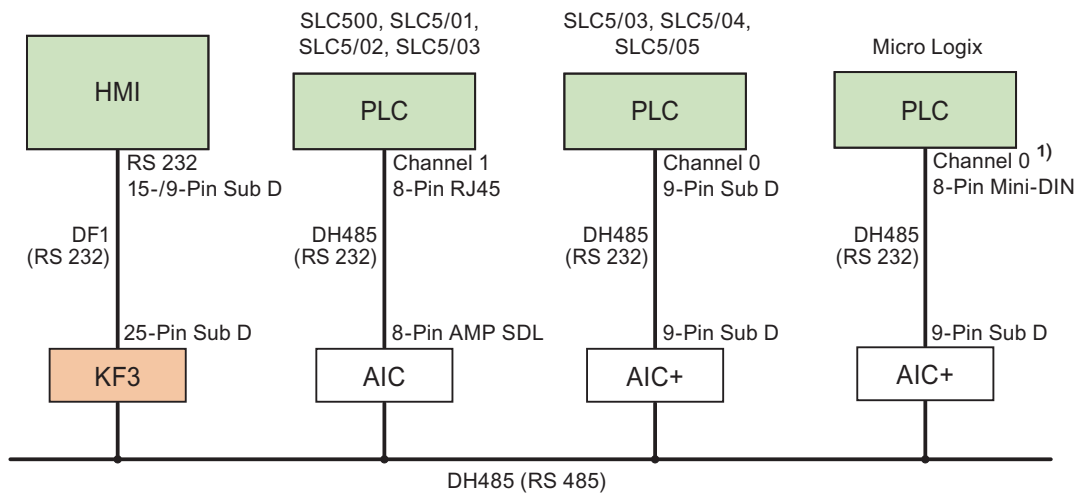 HMI
RS 232
15-/9-Pin Sub D
DF1
(RS 232)
25-Pin Sub D
KF3
SLC500, SLC5/01,
SLC5/02, SLC5/03
PLC
Channel 1
8-Pin RJ45
DH485
(RS 232)
8-Pin AMP SDL
AIC
SLC5/03, SLC5/04,
SLC5/05
PLC
Channel 0
9-Pin Sub D
DH485
(RS 232)
9-Pin Sub D
AIC+
Micro Logix
PLC
Channel 0 1)
8-Pin Mini-DIN
DH485
(RS 232)
9-Pin Sub D
AIC+
DH485 (RS 485)